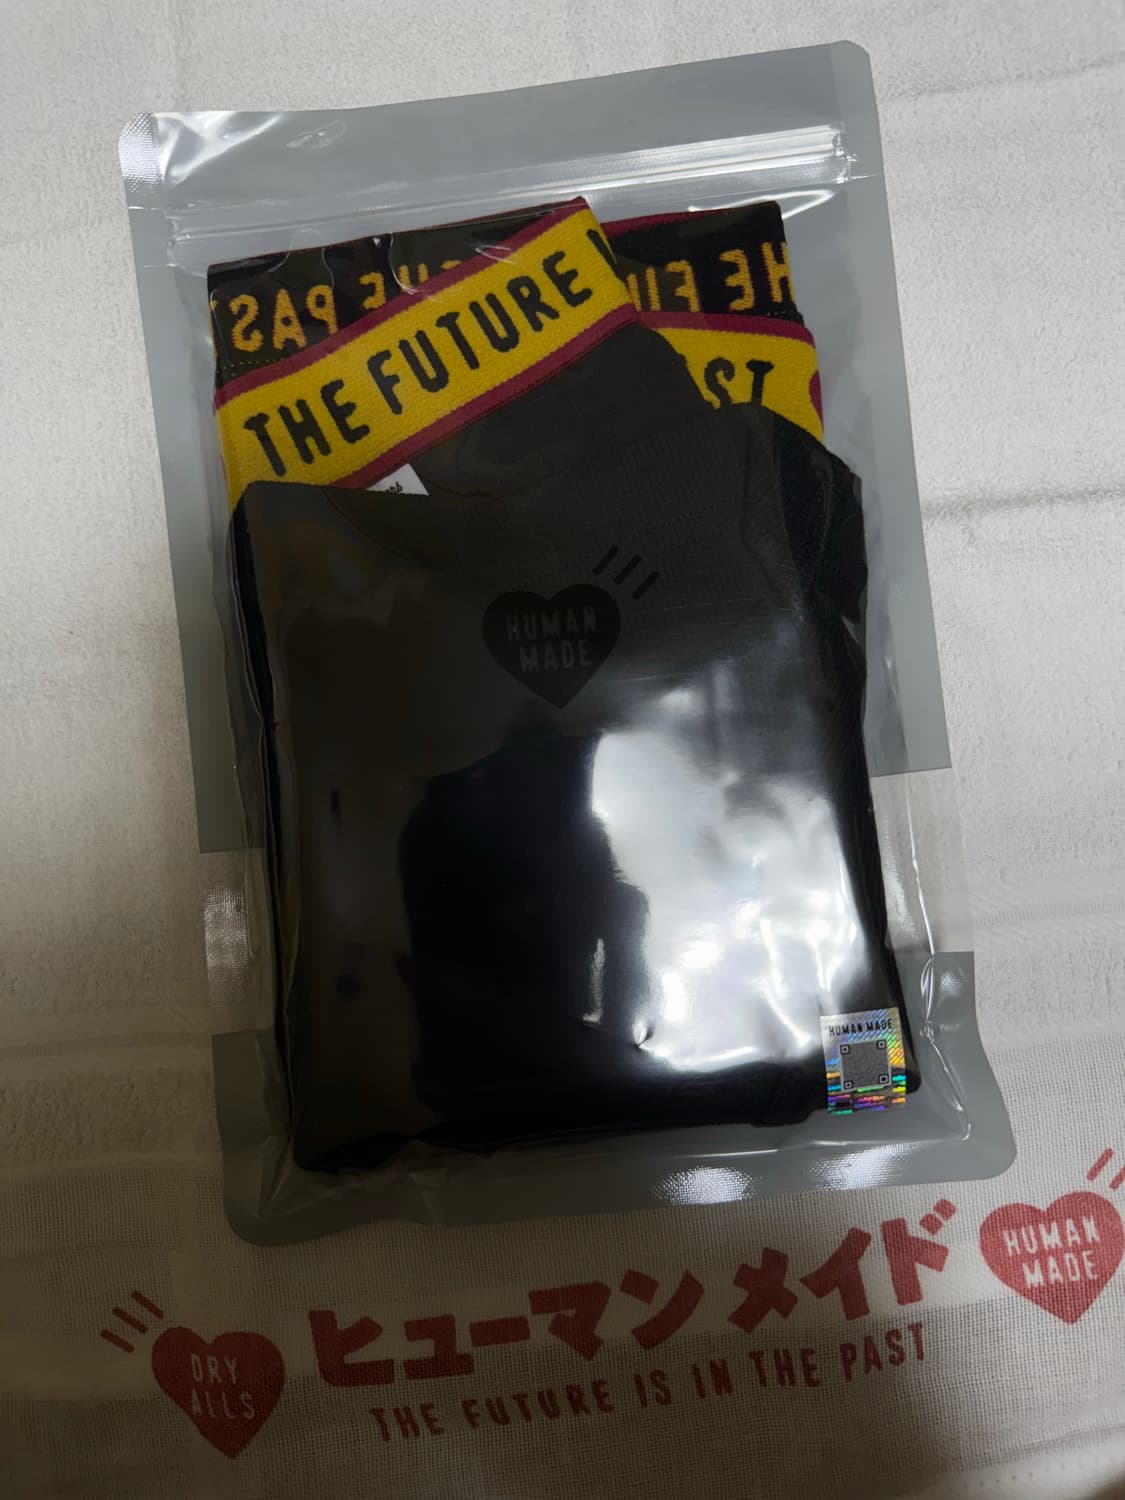 THE FUTURE
ST
HUMAN
MADE
HUMAN MADE
DRY
ALLS
ヒューマンメイド
THE FUTURE IS IN THE PAST
HUMAN
MADE